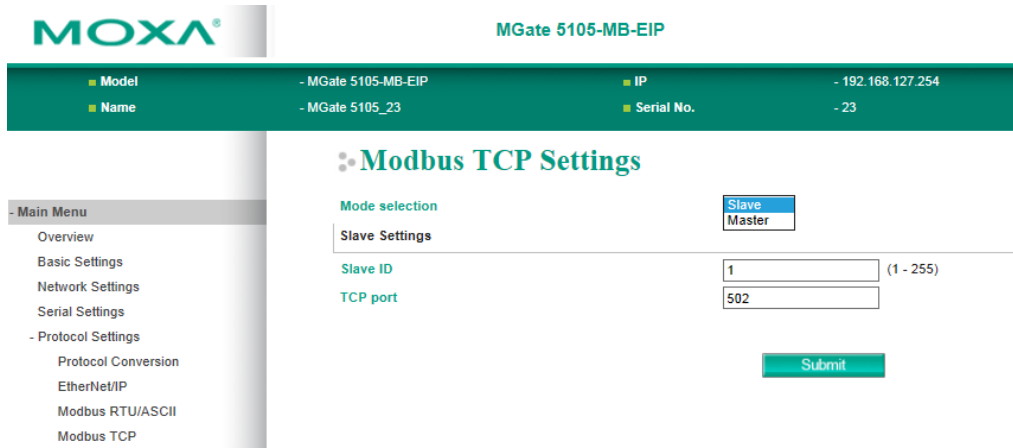 MOXA®
MGate 5105-MB-EIP
Model - MGate 5105-MB-EIP IP - 192.168.127.254
Name - MGate 5105_23 Serial No. - 23
Modbus TCP Settings
Mode selection Slave
Master
Slave Settings
Slave ID 1 (1 - 255)
TCP port 502
Submit
- Main Menu
Overview
Basic Settings
Network Settings
Serial Settings
- Protocol Settings
Protocol Conversion
EtherNet/IP
Modbus RTU/ASCII
Modbus TCP